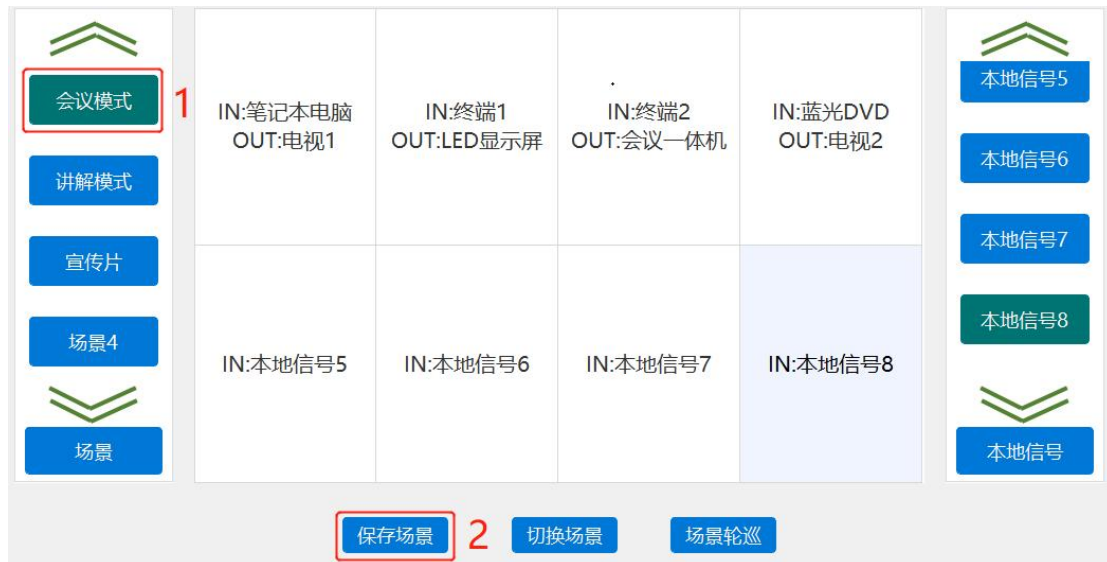 会议模式
1
讲解模式
宣传片
场景4
场景
IN:笔记本电脑
OUT:电视1
IN:终端1
OUT:LED显示屏
IN:终端2
OUT:会议一体机
IN:蓝光DVD
OUT:电视2
IN:本地信号5
IN:本地信号6
IN:本地信号7
IN:本地信号8
本地信号5
本地信号6
本地信号7
本地信号8
本地信号
保存场景
2
切换场景
场景轮巡